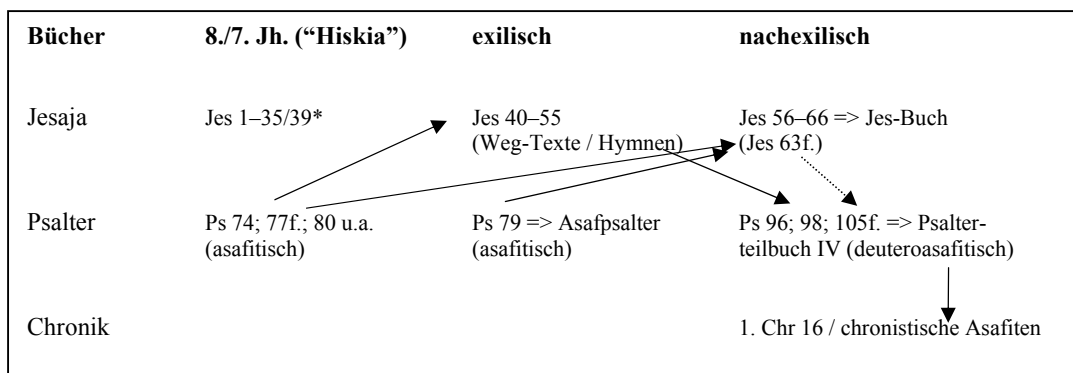 Bücher 8./7. Jh. (“Hiskia”) exilisch nachexilisch
Jesaja Jes 1–35/39* Jes 40–55 Jes 56–66 => Jes-Buch
(Weg-Texte / Hymnen) (Jes 63f.)
Psalter Ps 74; 77f.; 80 u.a. Ps 79 => Asafpsalter Ps 96; 98; 105f. => Psalter-
(asafitisch) (asafitisch) teilbuch IV (deuteroasafitisch)
Chronik 1. Chr 16 / chronistische Asafiten